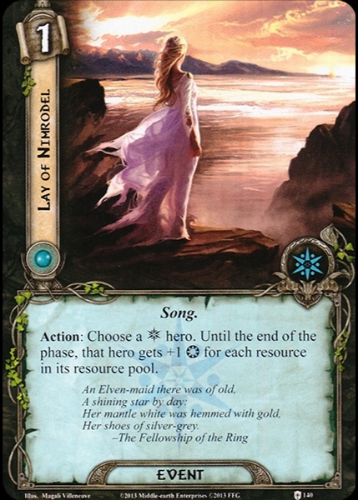 1
LAY OF NIMRODEL
Song.
Action: Choose a hero. Until the end of the
phase, that hero gets +1 for each resource
in its resource pool.
An Elven-maid there was of old,
A shining star by day:
Her mantle white was hemmed with gold,
Her shoes of silver-grey.
–The Fellowship of the Ring
EVENT
Illus. Magali Villeneuve
©2013 Middle-earth Enterprises ©2013 FFG
140